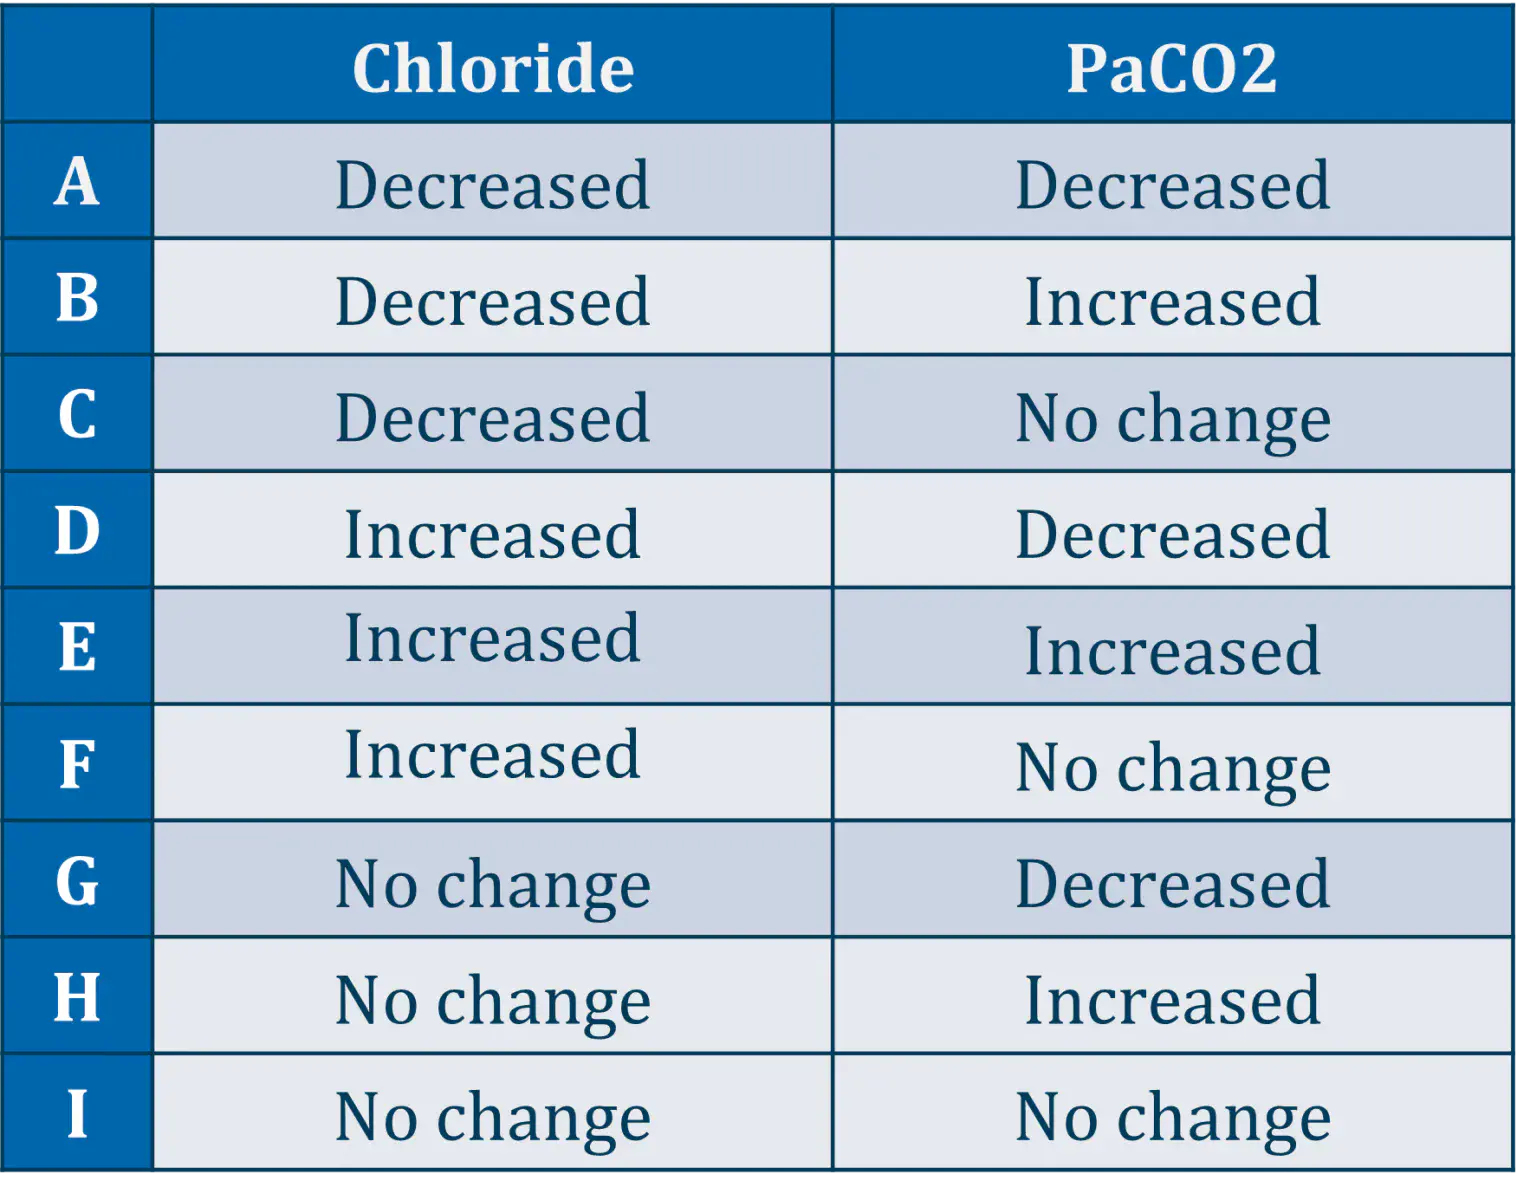 Chloride PaCO2
A Decreased Decreased
B Decreased Increased
C Decreased No change
D Increased Decreased
E Increased Increased
F Increased No change
G No change Decreased
H No change Increased
I No change No change